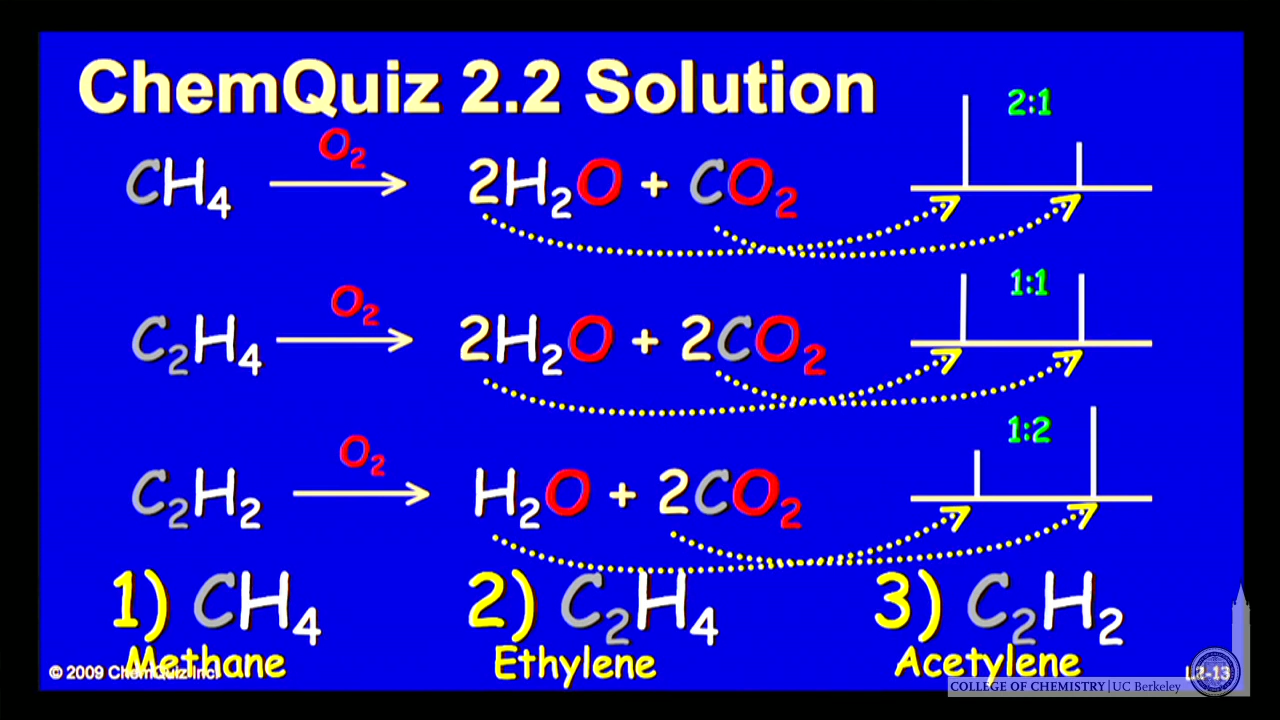 ChemQuiz 2.2 Solution
2:1
O₂
CH₄ → 2H₂O + CO₂
1:1
O₂
C₂H₄ → 2H₂O + 2CO₂
1:2
O₂
C₂H₂ → H₂O + 2CO₂
1) CH₄ 2) C₂H₄ 3) C₂H₂
Methane Ethylene Acetylene
© 2009 ChemQuiz Inc. L2-13
COLLEGE OF CHEMISTRY | UC Berkeley